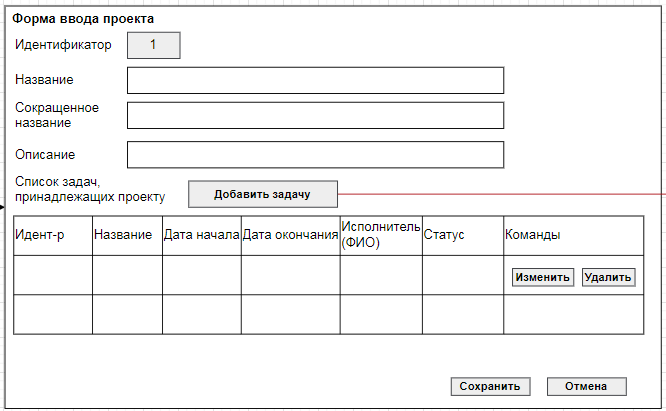 Форма ввода проекта
Идентификатор 1
Название
Сокращенное
название
Описание
Список задач,
принадлежащих проекту
Добавить задачу
Идент-р Название Дата начала Дата окончания Исполнитель (ФИО) Статус Команды
Изменить Удалить
Сохранить Отмена